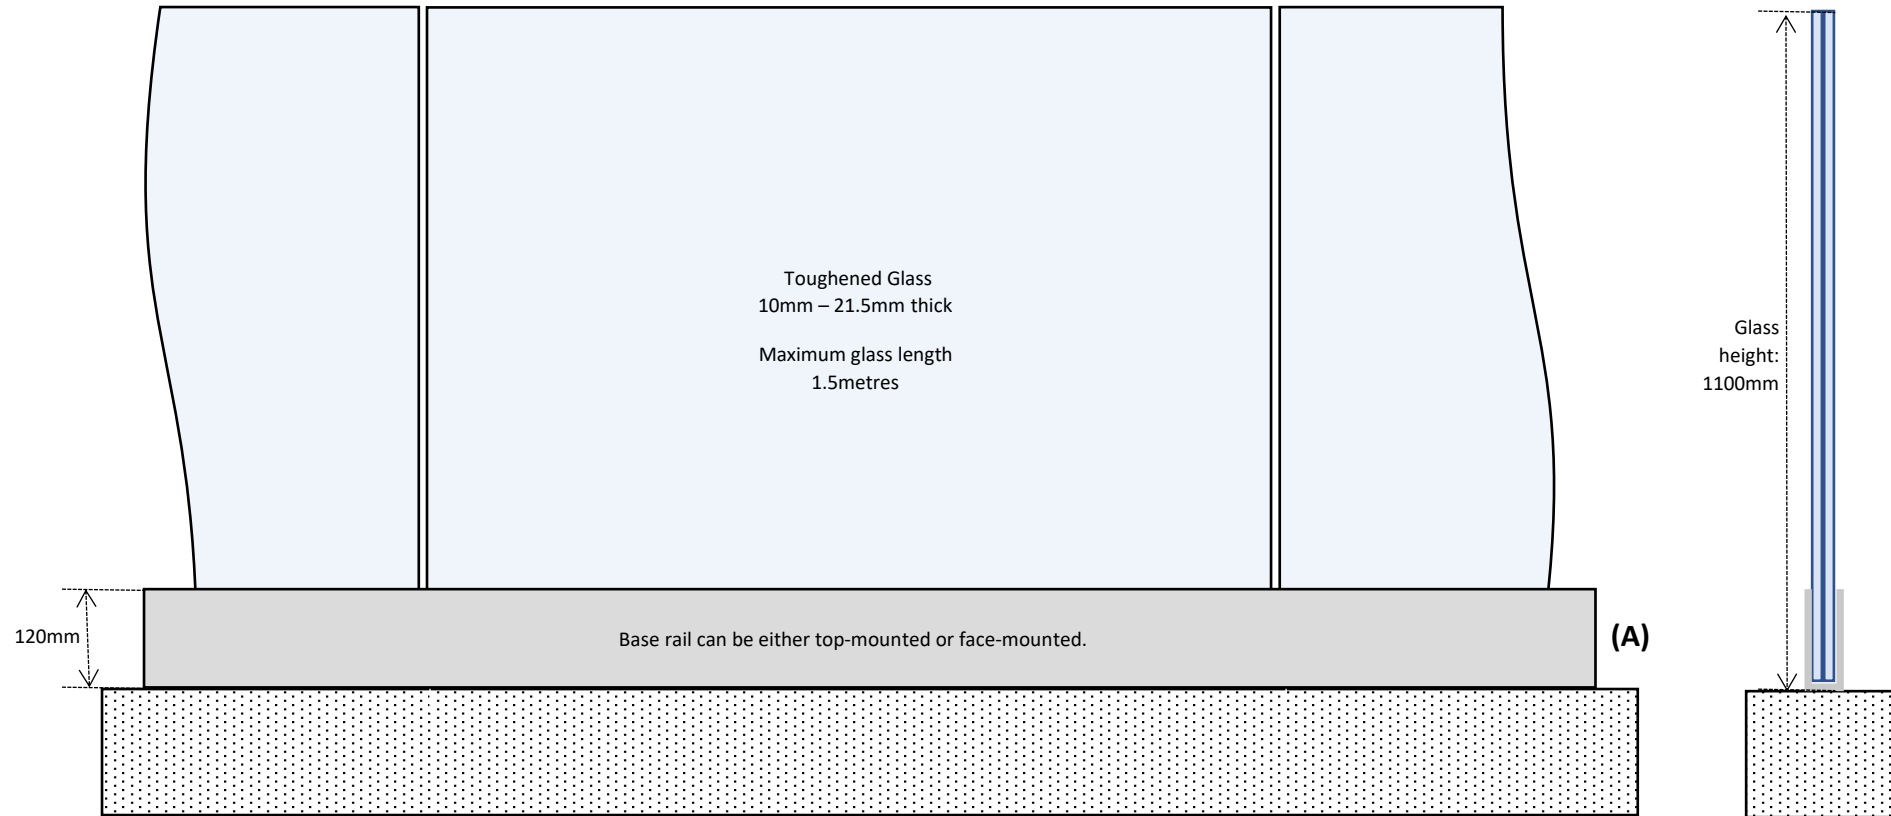 Toughened Glass
10mm – 21.5mm thick
Maximum glass length
1.5metres
Glass
height:
1100mm
120mm
Base rail can be either top-mounted or face-mounted.
(A)